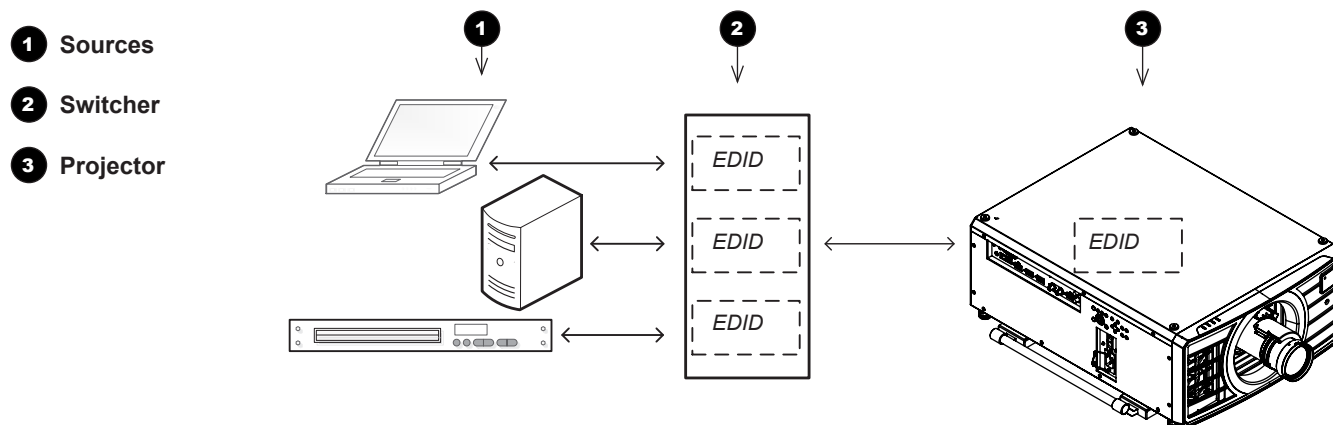 1 Sources
2 Switcher
3 Projector
1
2
3
EDID
EDID
EDID
EDID